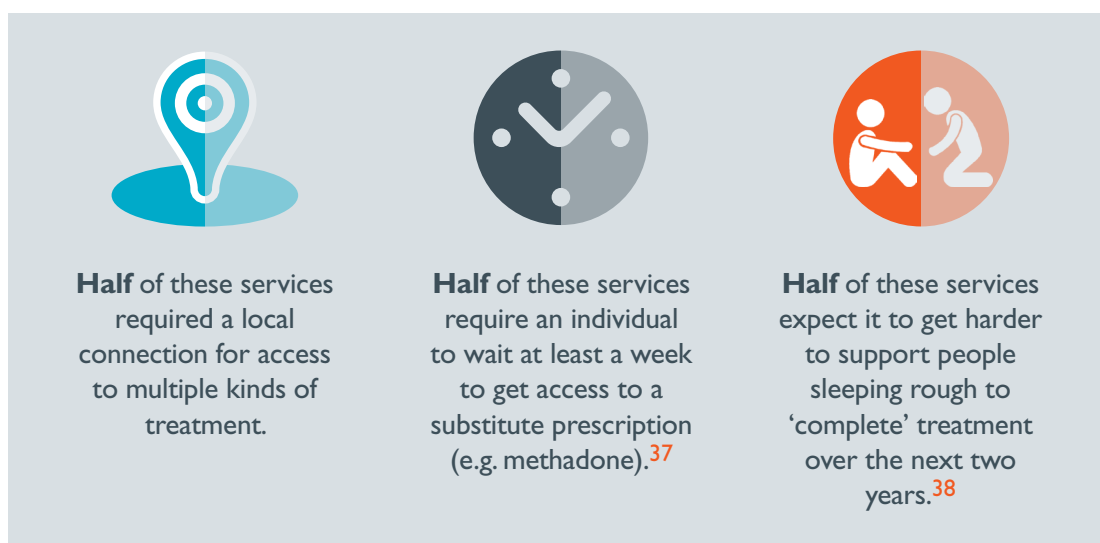 Half of these services
required a local
connection for access
to multiple kinds of
treatment.
Half of these services
require an individual
to wait at least a week
to get access to a
substitute prescription
(e.g. methadone).37
Half of these services
expect it to get harder
to support people
sleeping rough to
‘complete’ treatment
over the next two
years.38